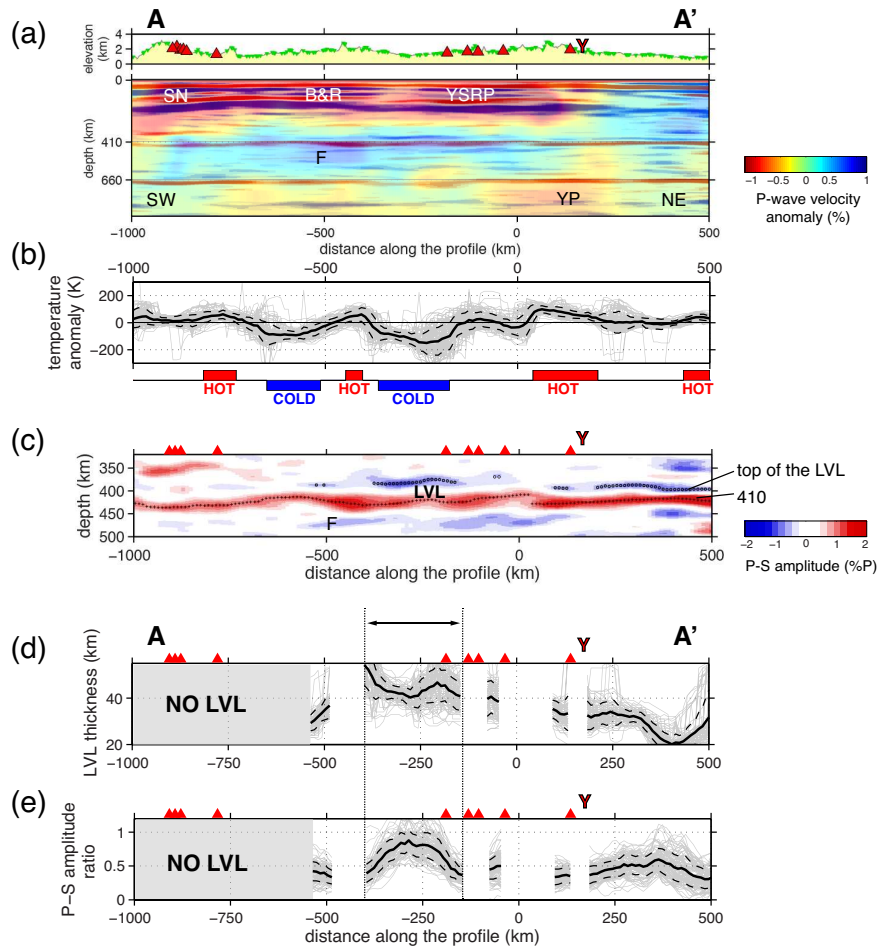 (a)
A
A'
elevation
(km)
4
2
0
Y
0
410
660
depth (km)
SN
B&R
YSRP
F
SW
YP
NE
−1000
−500
0
500
distance along the profile (km)
−1
−0.5
0
0.5
1
P-wave velocity
anomaly (%)
(b)
−1000
−500
0
500
temperature
anomaly (K)
200
0
−200
HOT
COLD
HOT
COLD
HOT
HOT
(c)
Y
depth (km)
350
400
450
500
LVL
F
top of the LVL
410
−1000
−500
0
500
distance along the profile (km)
−2
−1
0
1
2
P-S amplitude (%P)
(d)
A
A'
Y
LVL thickness (km)
40
20
NO LVL
−1000
−750
−500
−250
0
250
500
(e)
Y
P−S amplitude
ratio
1
0.5
0
NO LVL
−1000
−750
−500
−250
0
250
500
distance along the profile (km)